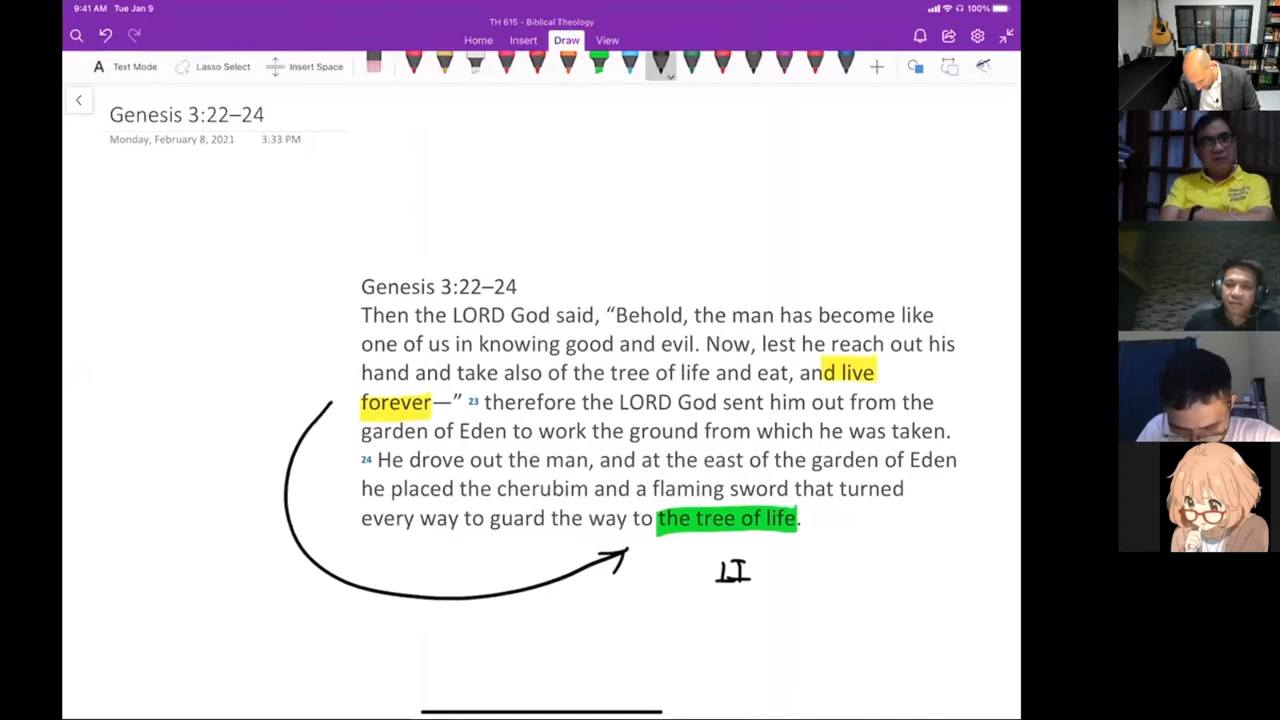 9:41 AM Tue Jan 9
100%
TH 615 - Biblical Theology
Home Insert Draw View
A Text Mode Lasso Select Insert Space
Genesis 3:22–24
Monday, February 8, 2021 3:33 PM
Genesis 3:22–24
Then the LORD God said, “Behold, the man has become like
one of us in knowing good and evil. Now, lest he reach out his
hand and take also of the tree of life and eat, and live
forever—” 23 therefore the LORD God sent him out from the
garden of Eden to work the ground from which he was taken.
24 He drove out the man, and at the east of the garden of Eden
he placed the cherubim and a flaming sword that turned
every way to guard the way to the tree of life.